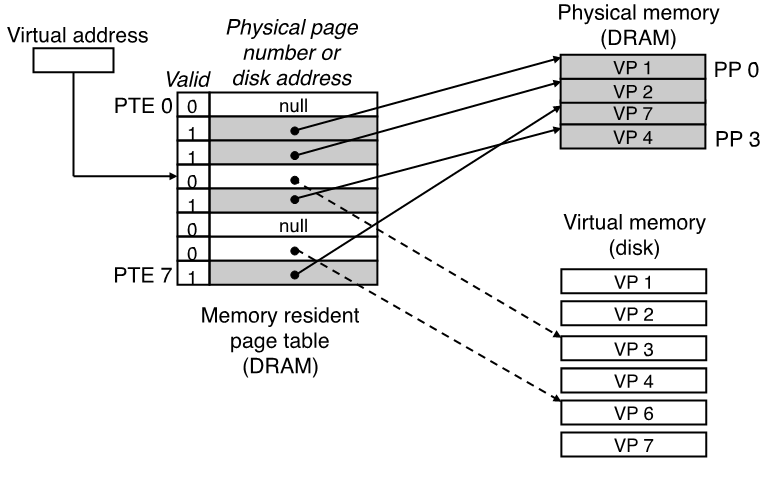 Virtual address
Physical page
number or
disk address
Valid
PTE 0
0
null
1
1
0
1
0
null
0
PTE 7
1
Memory resident
page table
(DRAM)
Physical memory
(DRAM)
VP 1
PP 0
VP 2
VP 7
VP 4
PP 3
Virtual memory
(disk)
VP 1
VP 2
VP 3
VP 4
VP 6
VP 7